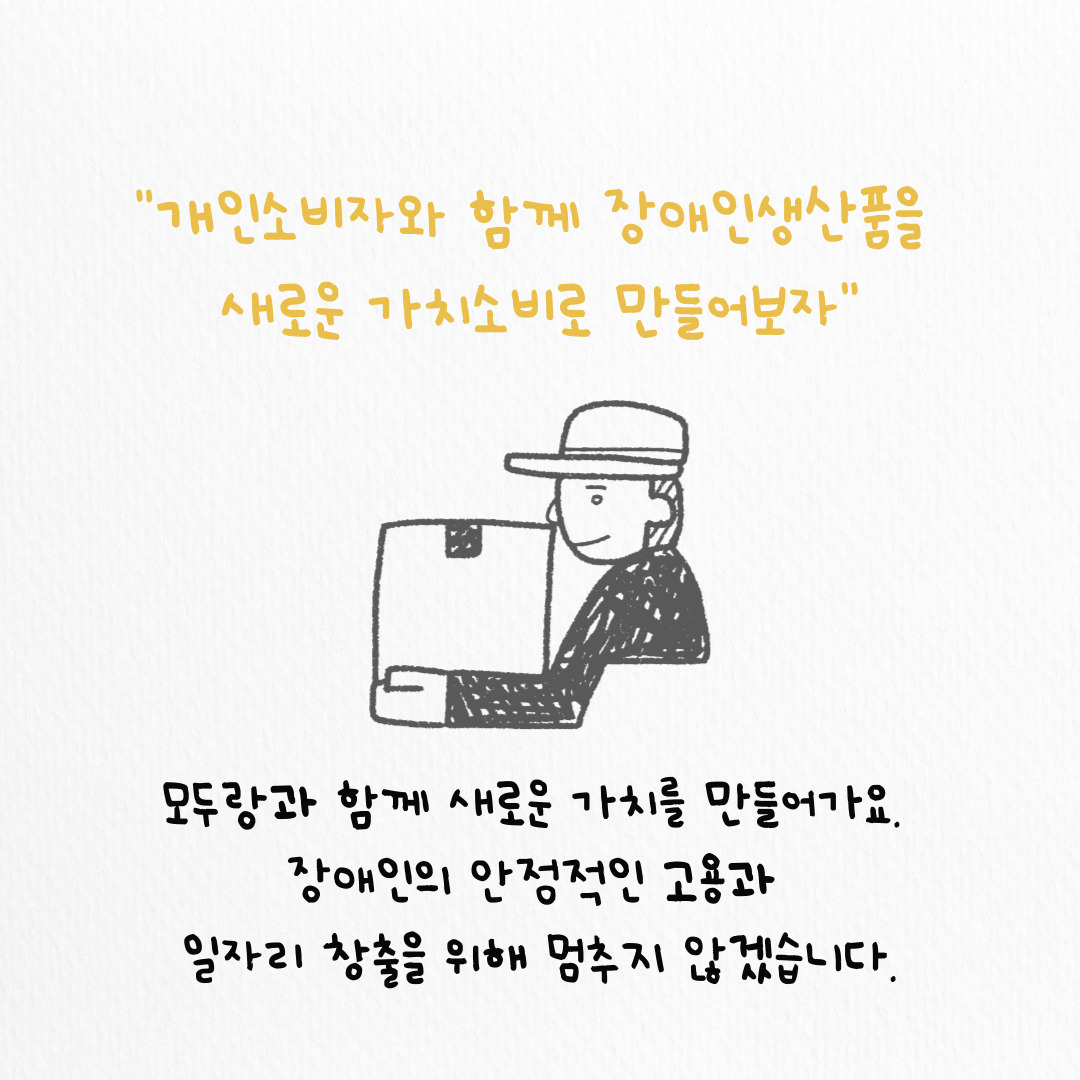 "개인소비자와 함께 장애인생산품을
새로운 가치소비로 만들어보자"
모두랑과 함께 새로운 가치를 만들어가요.
장애인의 안정적인 고용과
일자리 창출을 위해 멈추지 않겠습니다.